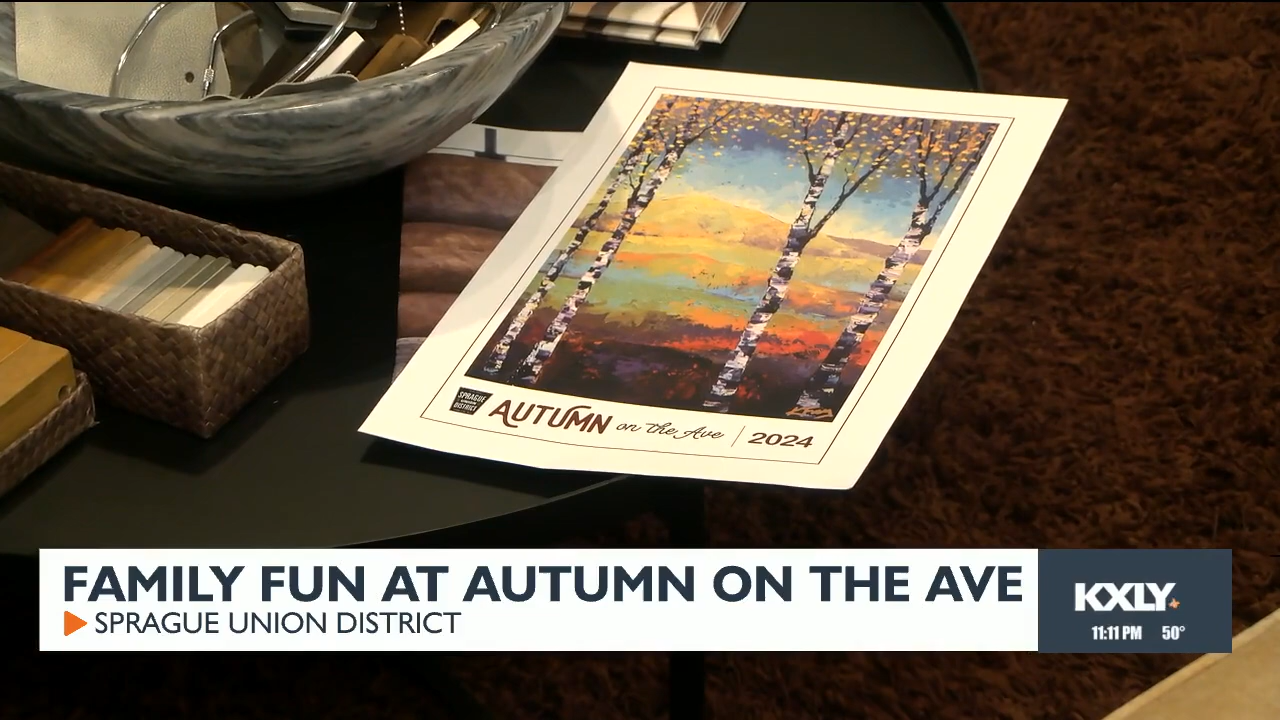 SPRAGUE
UNION
DISTRICT
AUTUMN on the Ave | 2024
FAMILY FUN AT AUTUMN ON THE AVE
SPRAGUE UNION DISTRICT
KXLY
11:11 PM 50°